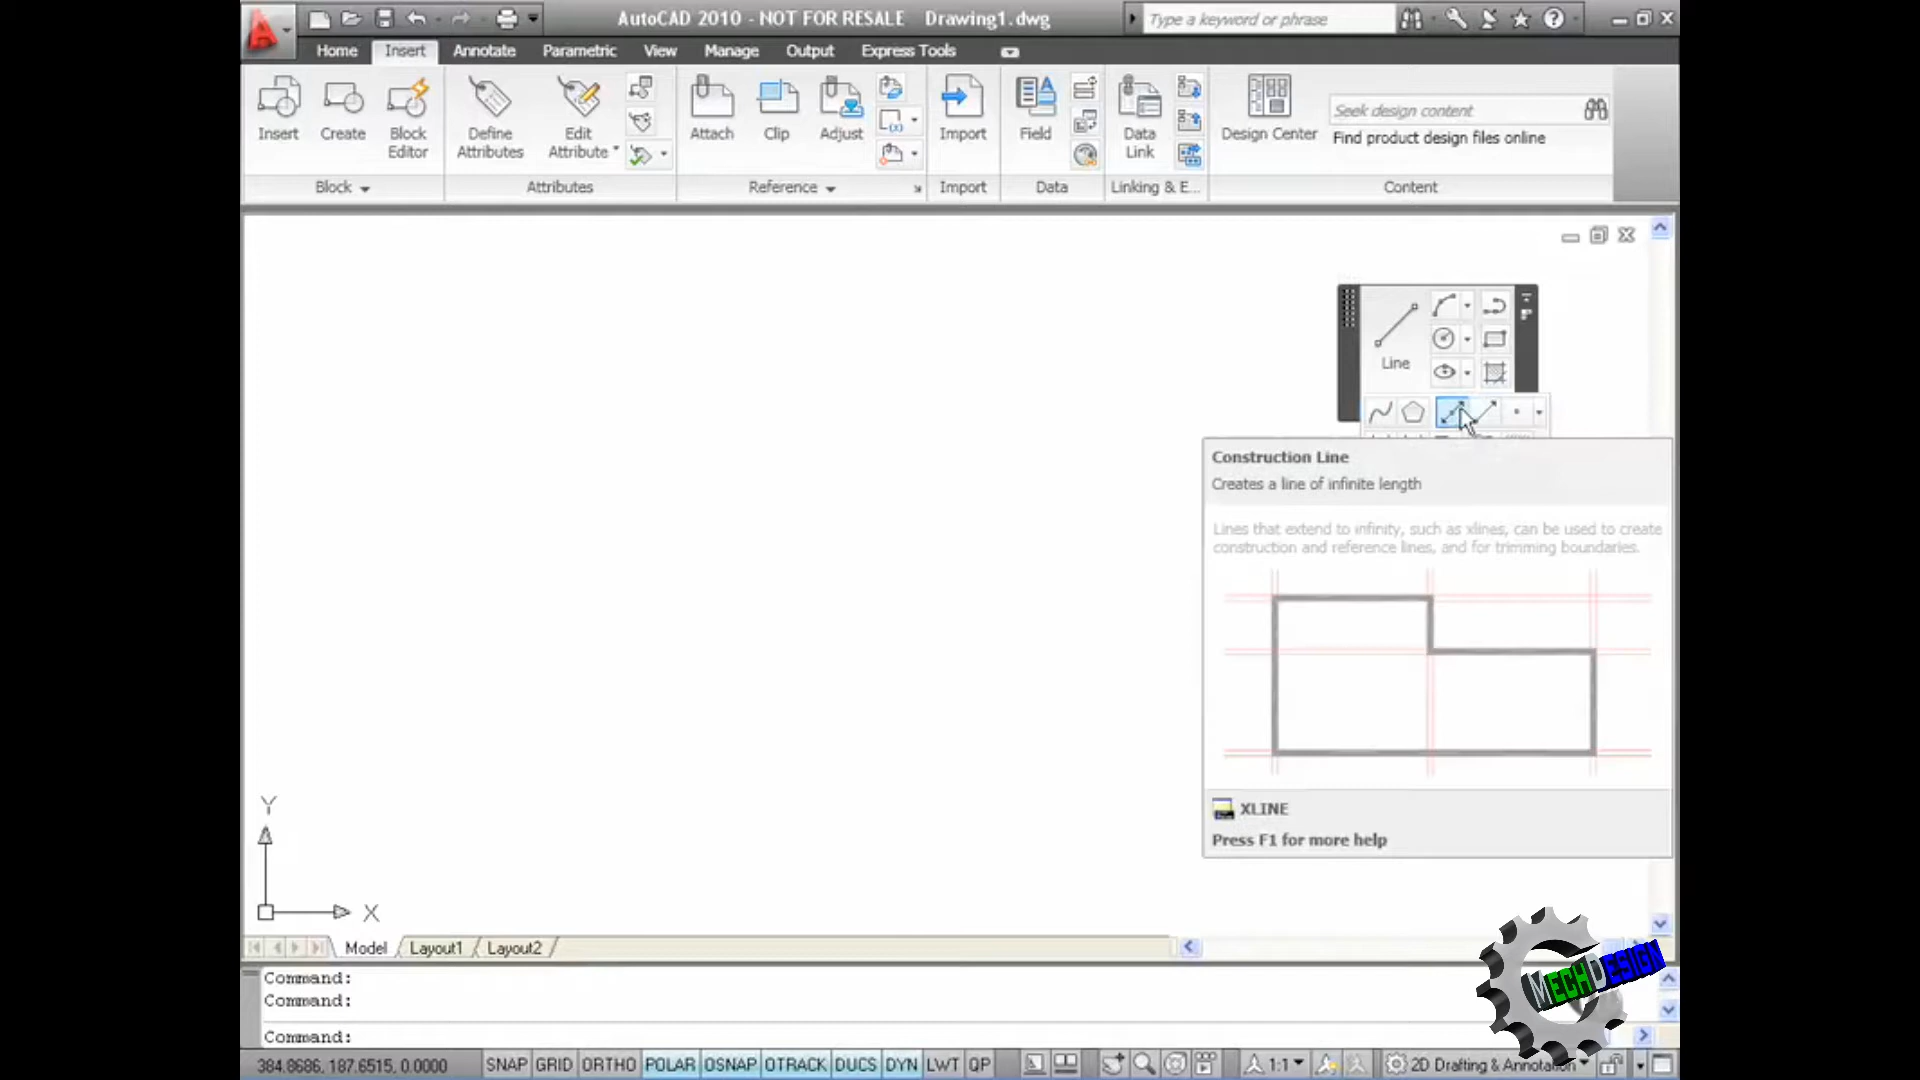 AutoCAD 2010 - NOT FOR RESALE Drawing1.dwg
Type a keyword or phrase
Home Insert Annotate Parametric View Manage Output Express Tools
Insert Create Block Editor
Define Attributes Edit Attribute
Attach Clip Adjust
Import
Field
Data Link
Design Center
Seek design content
Find product design files online
Block Attributes Reference Import Data Linking & E... Content
Line
Construction Line
Creates a line of infinite length
Lines that extend to infinity, such as xlines, can be used to create
construction and reference lines, and for trimming boundaries.
XLINE
Press F1 for more help
Y
X
Model Layout1 Layout2
Command:
Command:
Command:
MECHDESIGN
384.8686, 187.6515, 0.0000 SNAP GRID ORTHO POLAR OSNAP OTRACK DUCS DYN LWT QP 1:1 2D Drafting & Annotation